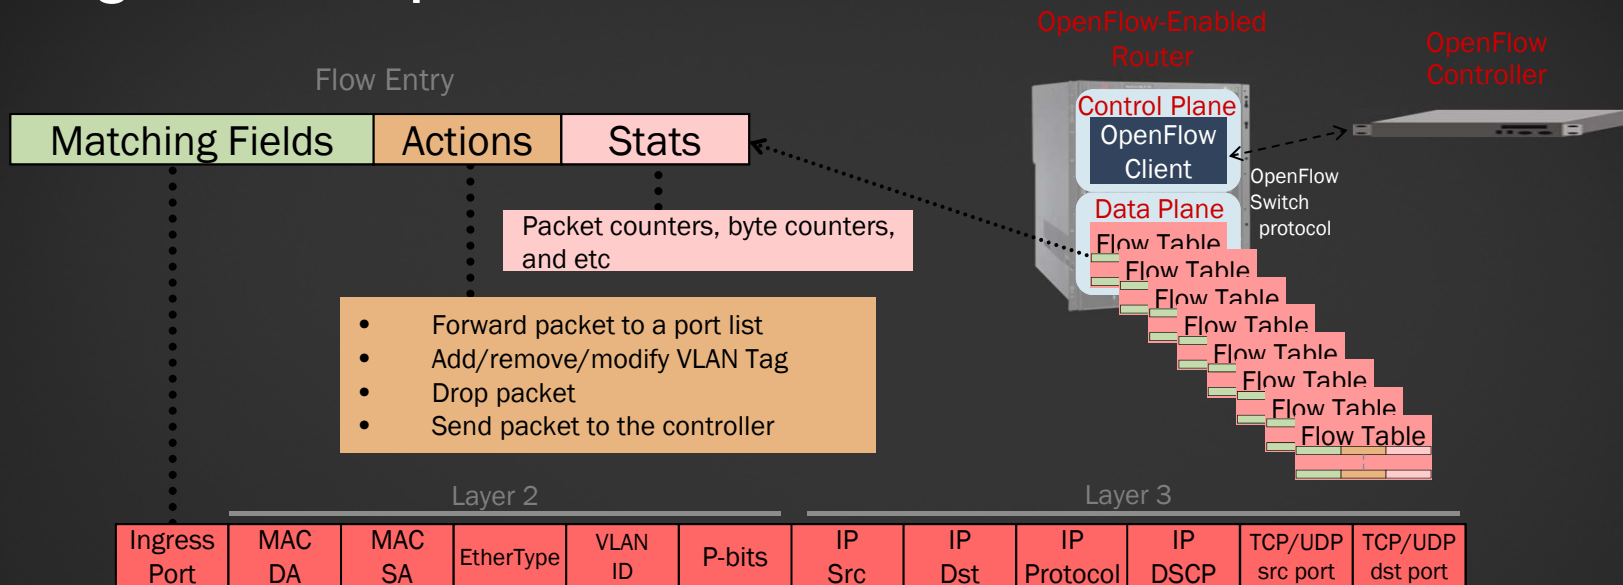 OpenFlow-Enabled
Router
OpenFlow
Controller
Flow Entry
Matching Fields
Actions
Stats
Control Plane
OpenFlow
Client
OpenFlow
Switch
protocol
Data Plane
Packet counters, byte counters,
and etc
Flow Table
Flow Table
Flow Table
Flow Table
Flow Table
Flow Table
Flow Table
Flow Table
• Forward packet to a port list
• Add/remove/modify VLAN Tag
• Drop packet
• Send packet to the controller
Layer 2
Layer 3
Ingress
Port
MAC
DA
MAC
SA
EtherType
VLAN
ID
P-bits
IP
Src
IP
Dst
IP
Protocol
IP
DSCP
TCP/UDP
src port
TCP/UDP
dst port